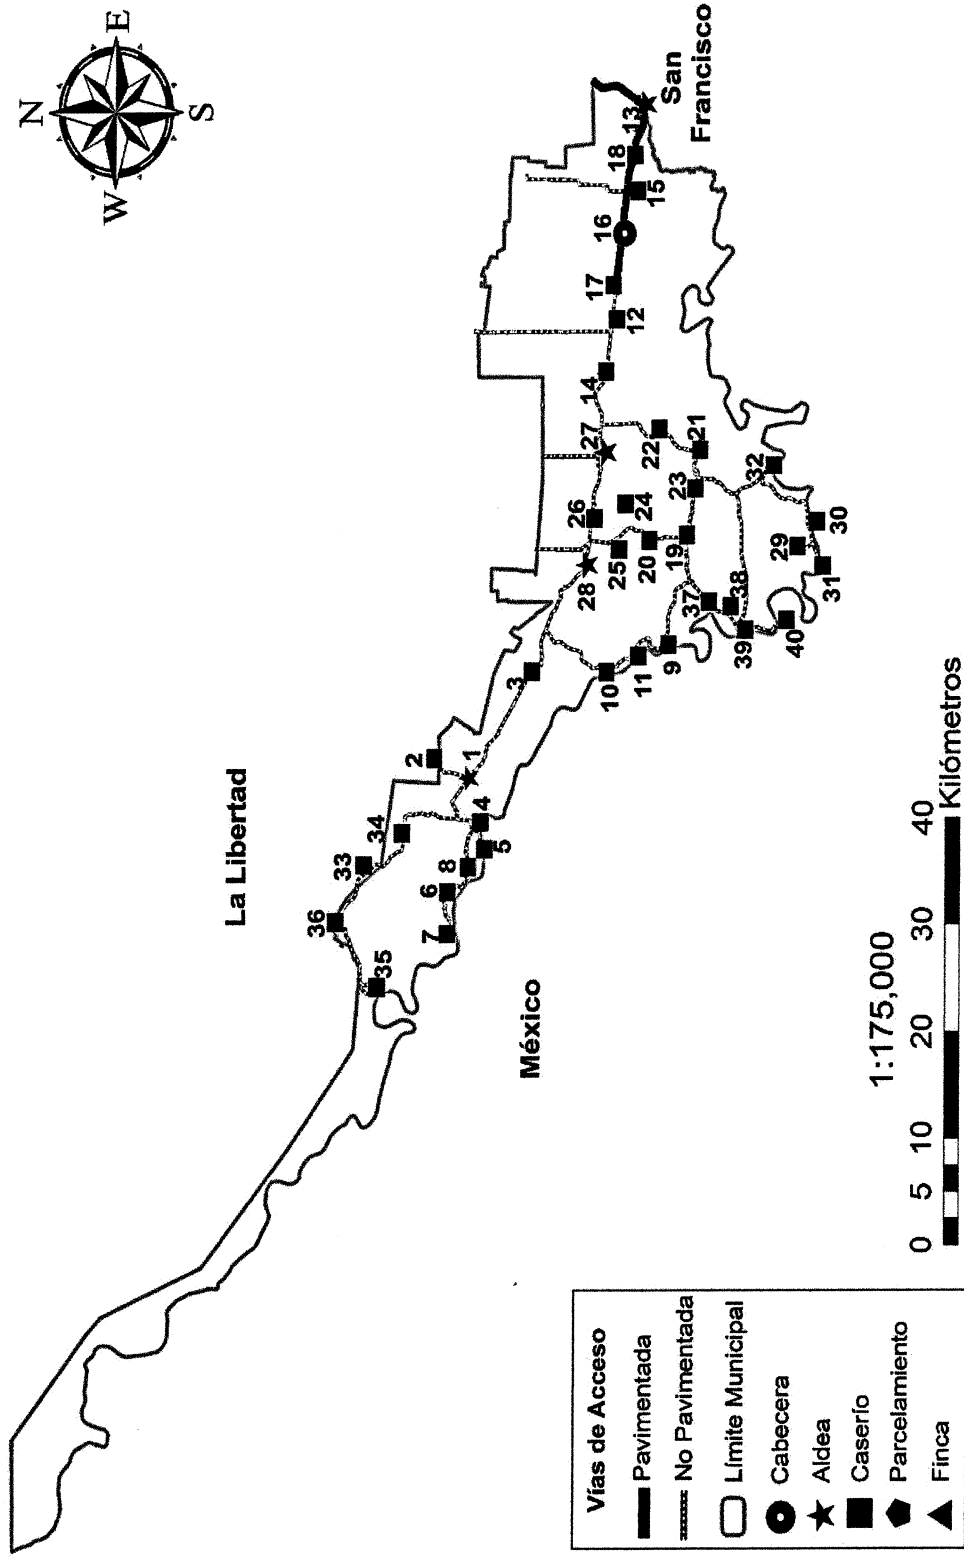 N
E
W
S
La Libertad
México
San
Francisco
36
33
34
35
7
6
8
5
4
2
1
3
10
11
9
28
26
27
14
12
17
16
18
13
15
25
24
20
22
21
23
19
37
38
39
40
32
30
29
31
Vías de Acceso
Pavimentada
No Pavimentada
Límite Municipal
Cabecera
Aldea
Caserío
Parcelamiento
Finca
1:175,000
0 5 10 20 30 40
Kilómetros